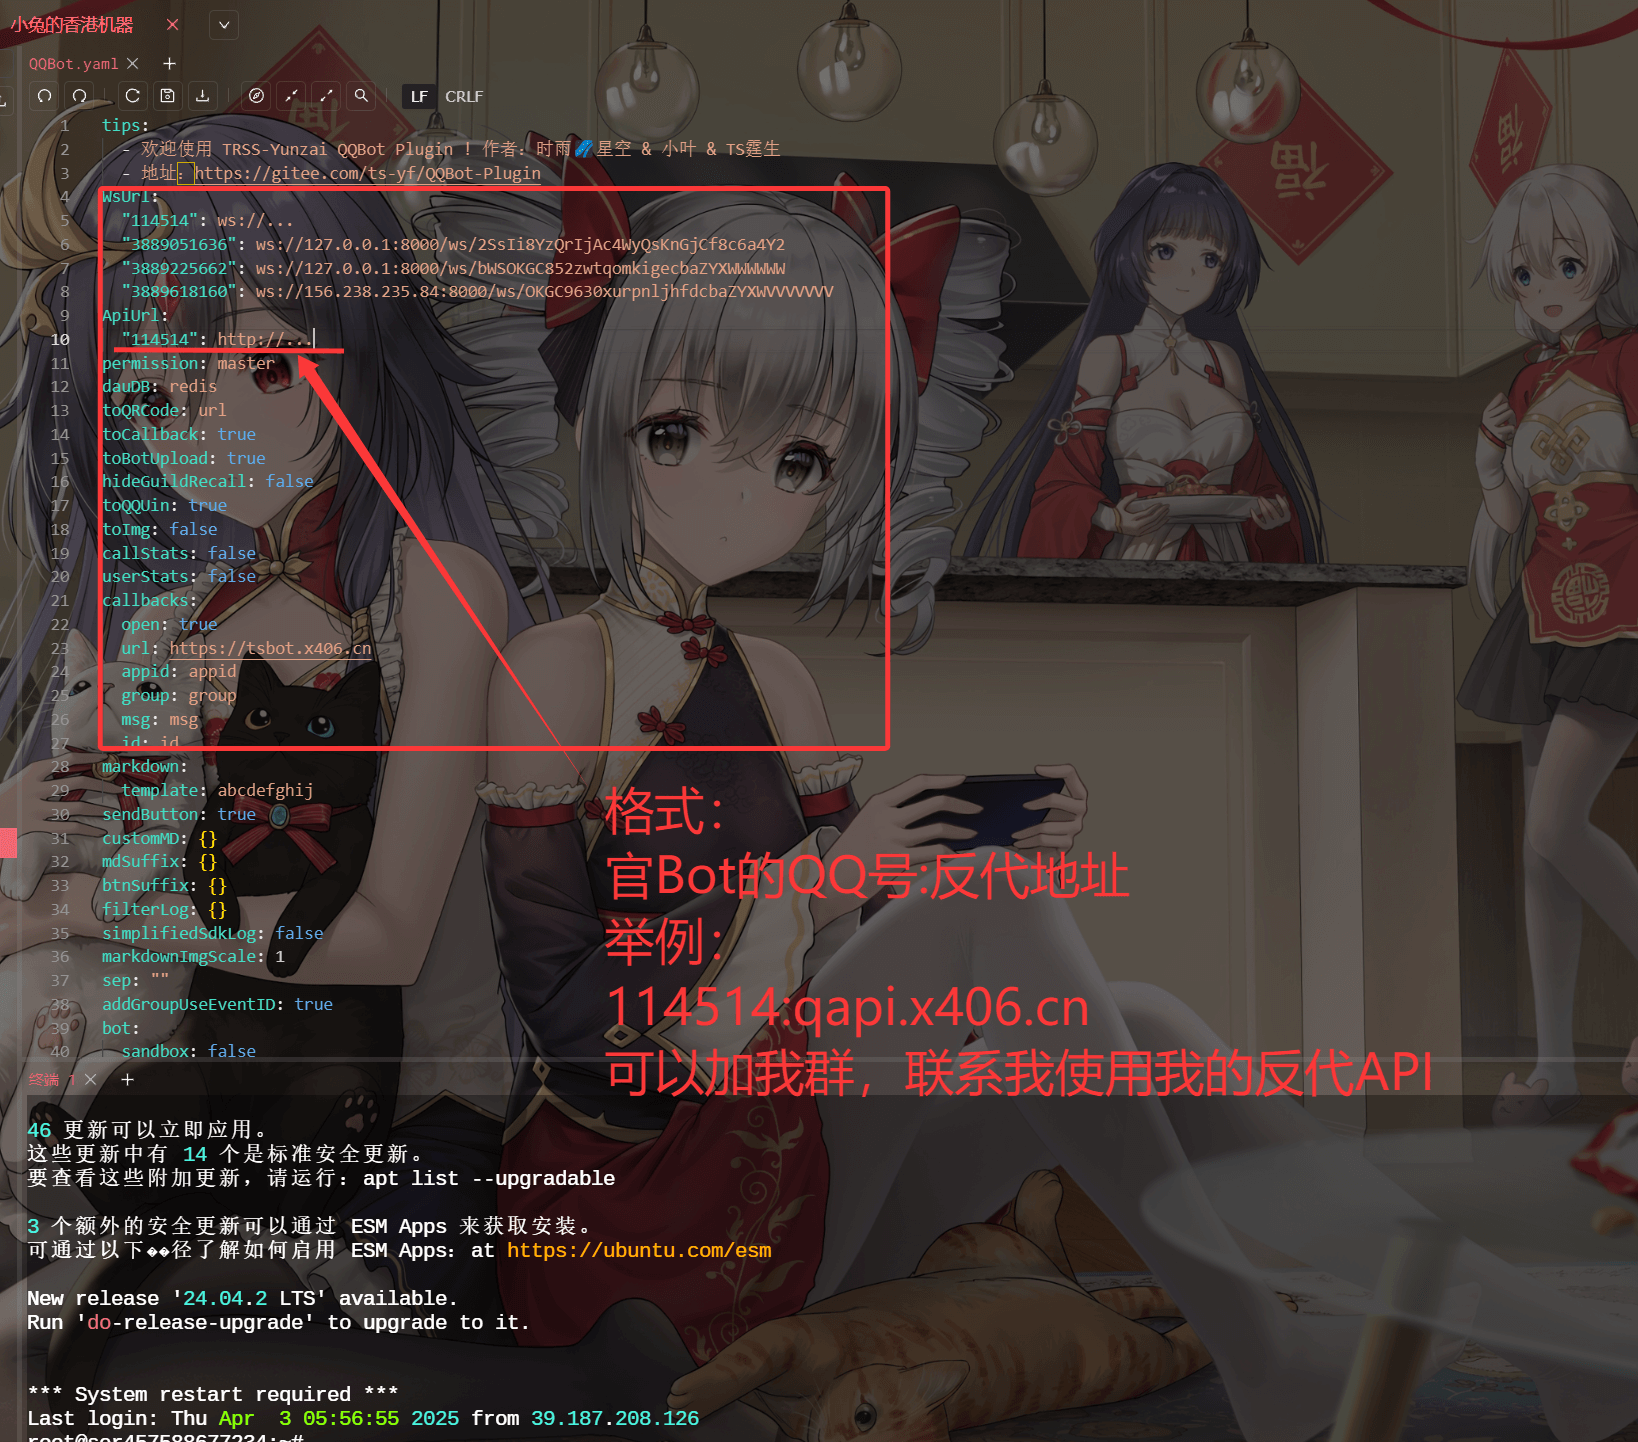 小兔的香港机器
QQBot.yaml
LF CRLF
1 tips:
2 - 欢迎使用 TRSS-Yunzai QQBot Plugin ! 作者: 时雨🌌星空 & 小叶 & TS霆生
3 - 地址：https://gitee.com/ts-yf/QQBot-Plugin
4 WsUrl:
5 "114514": ws://...
6 "3889051636": ws://127.0.0.1:8000/ws/2SsIi8YzQrIjAc4WyQsKnGjCf8c6a4Y2
7 "3889225662": ws://127.0.0.1:8000/ws/bWSOKGC852zwtqomkigecbaZYXWWWWWW
8 "3889618160": ws://156.238.235.84:8000/ws/OKGC9630xurpnljhfdcbaZYXWVVVVVVV
9 ApiUrl:
10 "114514": http://...
11 permission: master
12 dauDB: redis
13 toQRCode: url
14 toCallback: true
15 toBotUpload: true
16 hideGuildRecall: false
17 toQQUin: true
18 toImg: false
19 callStats: false
20 userStats: false
21 callbacks:
22 open: true
23 url: https://tsbot.x406.cn
24 appid: appid
25 group: group
26 msg: msg
27 id: id
28 markdown:
29 template: abcdefghij
30 sendButton: true
31 customMD: {}
32 mdSuffix: {}
33 btnSuffix: {}
34 filterLog: {}
35 simplifiedSdkLog: false
36 markdownImgScale: 1
37 sep: ""
38 addGroupUseEventID: true
39 bot:
40 sandbox: false
格式：
官Bot的QQ号:反代地址
举例：
114514:qapi.x406.cn
可以加我群，联系我使用我的反代API
终端 1
46 更新可以立即应用。
这些更新中有 14 个是标准安全更新。
要查看这些附加更新，请运行：apt list --upgradable
3 个额外的安全更新可以通过 ESM Apps 来获取安装。
可通过以下��径了解如何启用 ESM Apps：at https://ubuntu.com/esm
New release '24.04.2 LTS' available.
Run 'do-release-upgrade' to upgrade to it.
*** System restart required ***
Last login: Thu Apr  3 05:56:55 2025 from 39.187.208.126
root@ser457588677234:~#
福
福